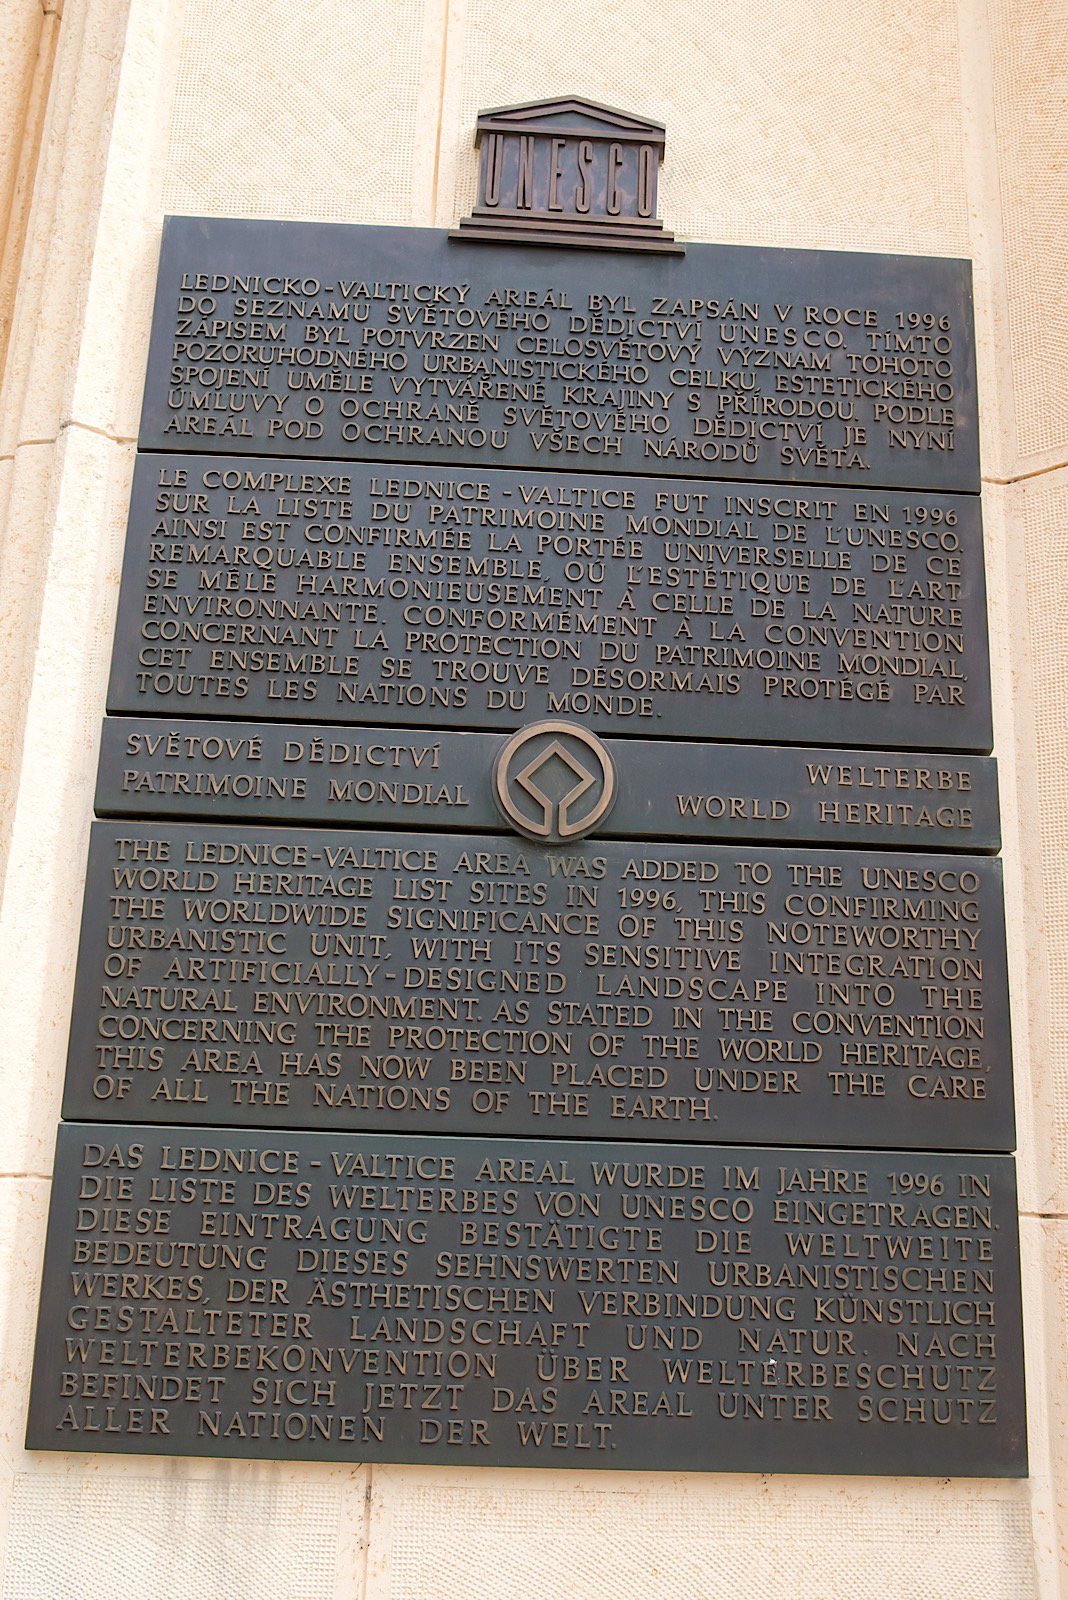 UNESCO
LEDNICKO-VALTICKÝ AREÁL BYL ZAPSÁN V ROCE 1996
DO SEZNAMU SVĚTOVÉHO DĚDICTVÍ UNESCO. TÍMTO
ZÁPISEM BYL POTVRZEN CELOSVĚTOVÝ VÝZNAM TOHOTO
POZORUHODNÉHO URBANISTICKÉHO CELKU, ESTETICKÉHO
SPOJENÍ UMĚLE VYTVÁŘENÉ KRAJINY S PŘÍRODOU. PODLE
ÚMLUVY O OCHRANĚ SVĚTOVÉHO DĚDICTVÍ JE NYNÍ
AREÁL POD OCHRANOU VŠECH NÁRODŮ SVĚTA.
LE COMPLEXE LEDNICE - VALTICE FUT INSCRIT EN 1996
SUR LA LISTE DU PATRIMOINE MONDIAL DE L'UNESCO.
AINSI EST CONFIRMÉE LA PORTÉE UNIVERSELLE DE CE
REMARQUABLE ENSEMBLE, OÚ L'ESTÉTIQUE DE L'ART
SE MÊLE HARMONIEUSEMENT À CELLE DE LA NATURE
ENVIRONNANTE. CONFORMÉMENT À LA CONVENTION
CONCERNANT LA PROTECTION DU PATRIMOINE MONDIAL,
CET ENSEMBLE SE TROUVE DÉSORMAIS PROTÉGÉ PAR
TOUTES LES NATIONS DU MONDE.
SVĚTOVÉ DĚDICTVÍ
PATRIMOINE MONDIAL
WELTERBE
WORLD HERITAGE
THE LEDNICE-VALTICE AREA WAS ADDED TO THE UNESCO
WORLD HERITAGE LIST SITES IN 1996, THIS CONFIRMING
THE WORLDWIDE SIGNIFICANCE OF THIS NOTEWORTHY
URBANISTIC UNIT, WITH ITS SENSITIVE INTEGRATION
OF ARTIFICIALLY-DESIGNED LANDSCAPE INTO THE
NATURAL ENVIRONMENT. AS STATED IN THE CONVENTION
CONCERNING THE PROTECTION OF THE WORLD HERITAGE,
THIS AREA HAS NOW BEEN PLACED UNDER THE CARE
OF ALL THE NATIONS OF THE EARTH.
DAS LEDNICE - VALTICE AREAL WURDE IM JAHRE 1996 IN
DIE LISTE DES WELTERBES VON UNESCO EINGETRAGEN.
DIESE EINTRAGUNG BESTÄTIGTE DIE WELTWEITE
BEDEUTUNG DIESES SEHNSWERTEN URBANISTISCHEN
WERKES, DER ÄSTHETISCHEN VERBINDUNG KÜNSTLICH
GESTALTETER LANDSCHAFT UND NATUR. NACH
WELTERBEKONVENTION ÜBER WELTERBESCHUTZ
BEFINDET SICH JETZT DAS AREAL UNTER SCHUTZ
ALLER NATIONEN DER WELT.